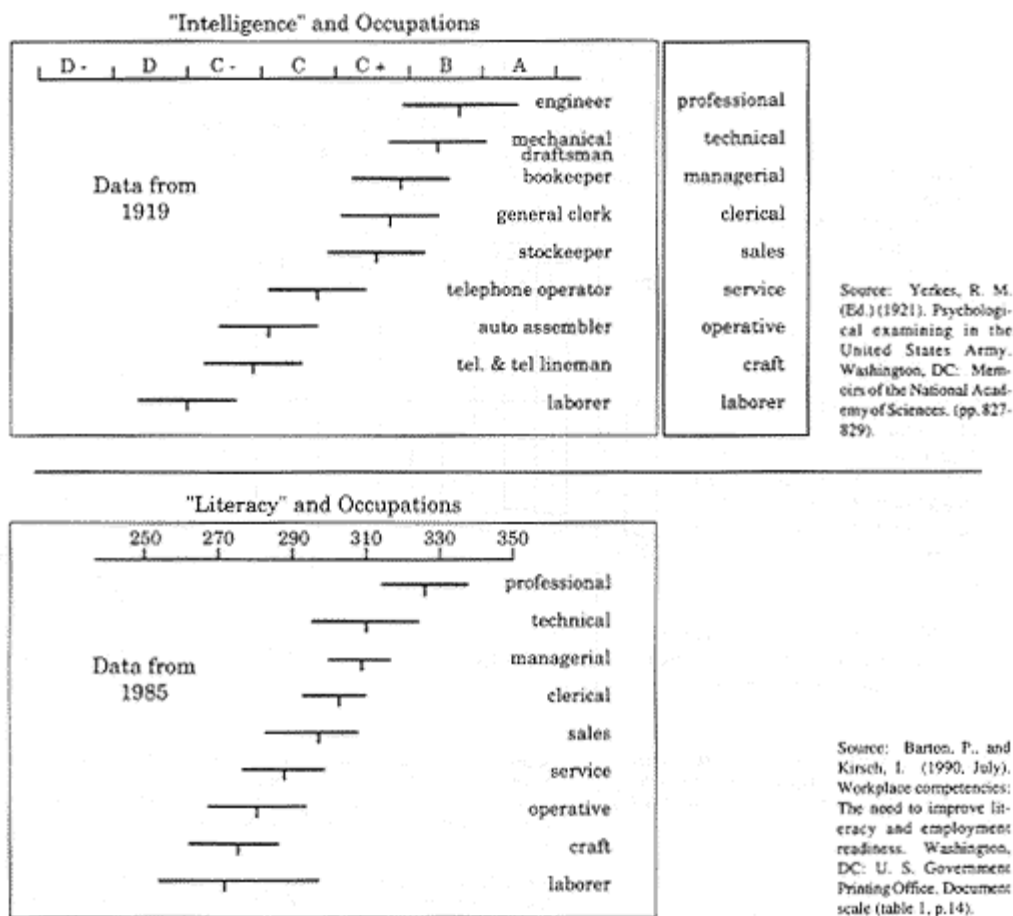 "Intelligence" and Occupations
D - D C - C C + B A
engineer professional
mechanical technical
draftsman
bookeeper managerial
Data from
1919
general clerk clerical
stockeeper sales
telephone operator service
auto assembler operative
tel. & tel lineman craft
laborer laborer
Source: Yerkes, R. M.
(Ed.) (1921). Psychologi-
cal examining in the
United States Army.
Washington, DC: Mem-
oirs of the National Acad-
emy of Sciences. (pp. 827-
829).
"Literacy" and Occupations
250 270 290 310 330 350
professional
technical
managerial
Data from
1985
clerical
sales
service
operative
craft
laborer
Source: Barton, P., and
Kirsch, I. (1990, July).
Workplace competencies:
The need to improve lit-
eracy and employment
readiness. Washington,
DC: U. S. Government
Printing Office. Document
scale (table 1, p.14).